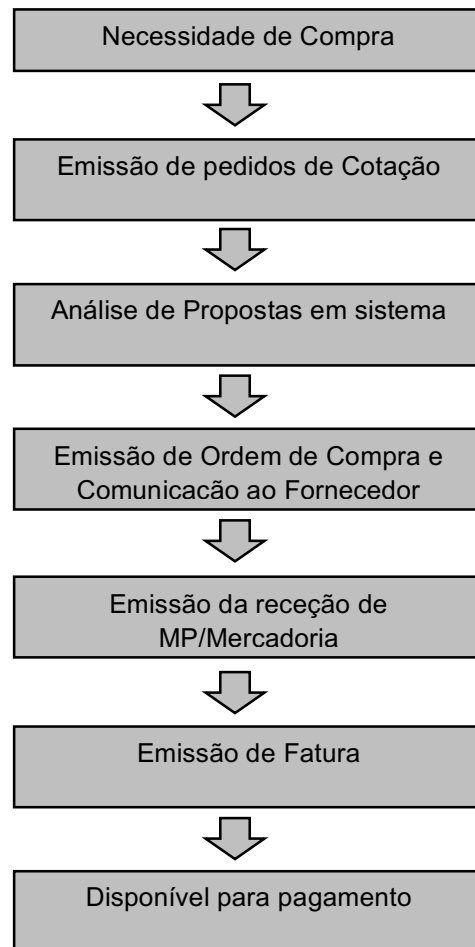 Necessidade de Compra
Emissão de pedidos de Cotação
Análise de Propostas em sistema
Emissão de Ordem de Compra e
Comunicacão ao Fornecedor
Emissão da receção de
MP/Mercadoria
Emissão de Fatura
Disponível para pagamento